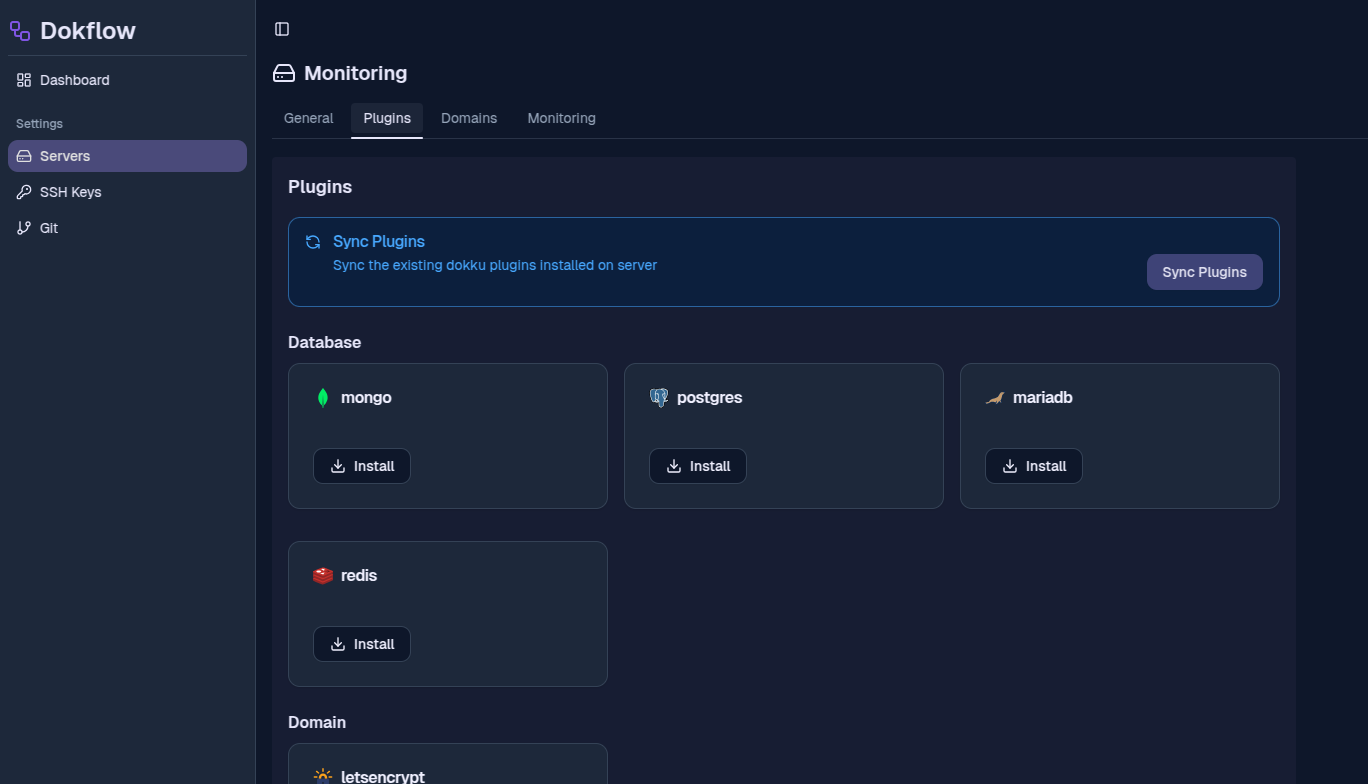 Dokflow
Dashboard
Settings
Servers
SSH Keys
Git
Monitoring
General Plugins Domains Monitoring
Plugins
Sync Plugins
Sync the existing dokku plugins installed on server
Sync Plugins
Database
mongo postgres mariadb
Install Install Install
redis
Install
Domain
letsencrypt